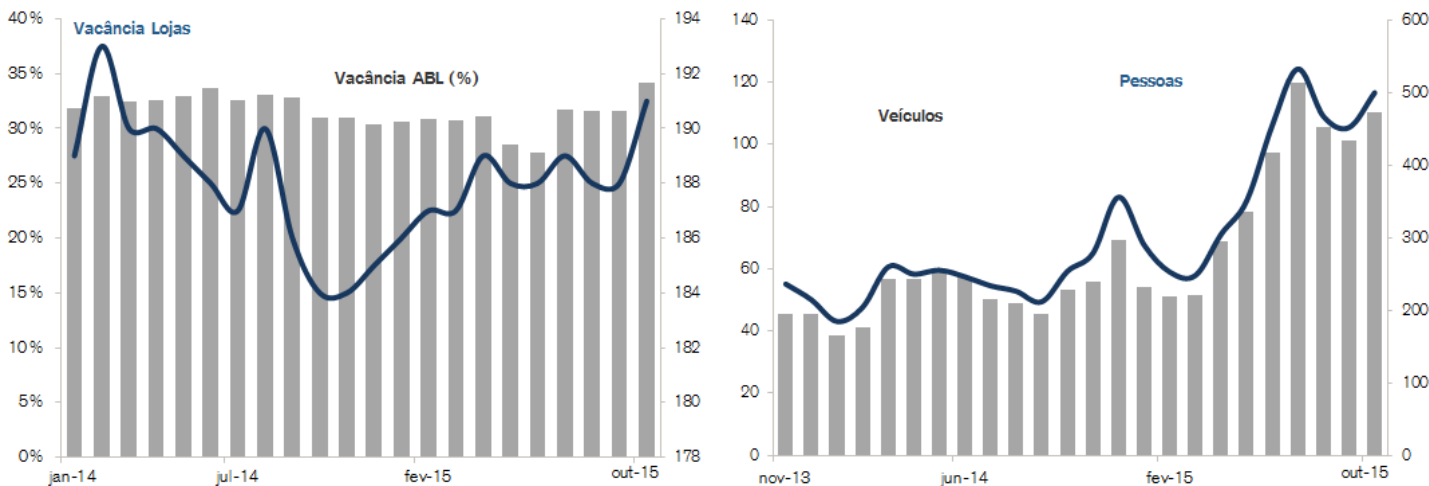 Vacância Lojas
Vacância ABL (%)
40%
35%
30%
25%
20%
15%
10%
5%
0%
194
192
190
188
186
184
182
180
178
jan-14
jul-14
fev-15
out-15
Veículos
Pessoas
140
120
100
80
60
40
20
0
600
500
400
300
200
100
0
nov-13
jun-14
fev-15
out-15